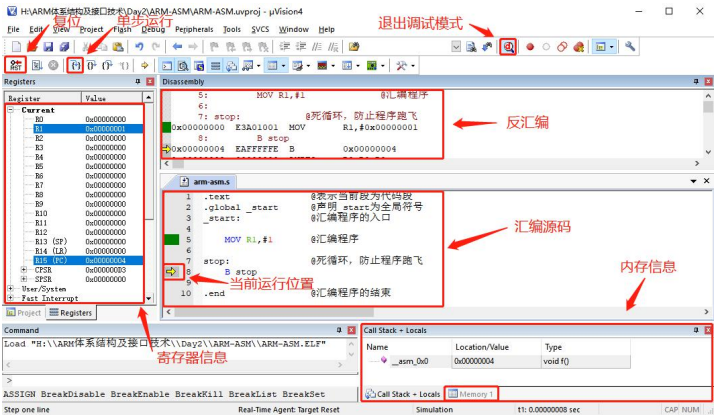 H:\ARM体系结构及接口技术\Day2\ARM-ASM\ARM-ASM.uvproj - µVision4
复位
单步运行
退出调试模式
File Edit View Project Flash Debug Peripherals Tools SVCS Window Help
Registers
Register Value
Current
R0 0x00000000
R1 0x00000001
R2 0x00000000
R3 0x00000000
R4 0x00000000
R5 0x00000000
R6 0x00000000
R7 0x00000000
R8 0x00000000
R9 0x00000000
R10 0x00000000
R11 0x00000000
R12 0x00000000
R13 (SP) 0x00000000
R14 (LR) 0x00000000
R15 (PC) 0x00000004
CPSR 0x000000D3
SPSR 0x00000000
User/System
Fast Interrupt
Project Registers
寄存器信息
Disassembly
5: MOV R1,#1 @汇编程序
6:
7: stop: @死循环，防止程序跑飞
0x00000000 E3A01001 MOV R1,#0x00000001
8: B stop
0x00000004 EAFFFFFE B 0x00000004
反汇编
arm-asm.s
1 .text @表示当前段为代码段
2 .global _start @声明_start为全局符号
3 _start: @汇编程序的入口
4
5 MOV R1,#1 @汇编程序
6
7 stop: @死循环，防止程序跑飞
8 B stop
9
10 .end @汇编程序的结束
汇编源码
当前运行位置
内存信息
Command
Load "H:\\ARM体系结构及接口技术\\Day2\\ARM-ASM\\ARM-ASM.ELF"
>
ASSIGN BreakDisable BreakEnable BreakKill BreakList BreakSet
Call Stack + Locals
Name Location/Value Type
__asm_0x0 0x00000004 void f()
Call Stack + Locals Memory 1
Step one line Real-Time Agent: Target Reset Simulation t1: 0.00000008 sec CAP NUM